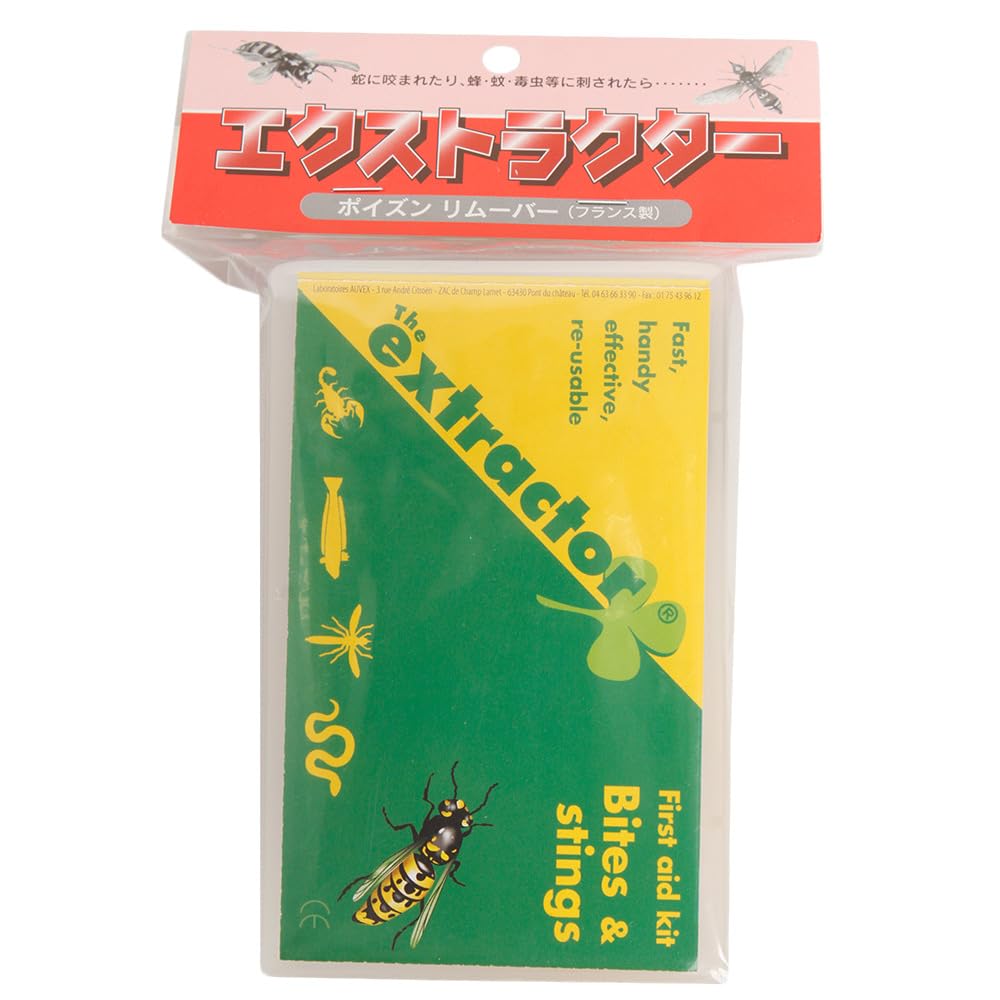 蛇に咬まれたり、蜂・蚊・毒虫等に刺されたら・・・・・・・
エクストラクター
ポイズン リムーバー(フランス製)
Laboratoires AUVEX - 3 rue André Citroën - ZAC de Champ Lamet - 63430 Pont du château - Tél. 04 63 66 33 90 - Fax : 01 75 43 96 12
Fast,
handy
effective,
re-usable
The
extractor®
First aid kit
Bites &
stings
CE